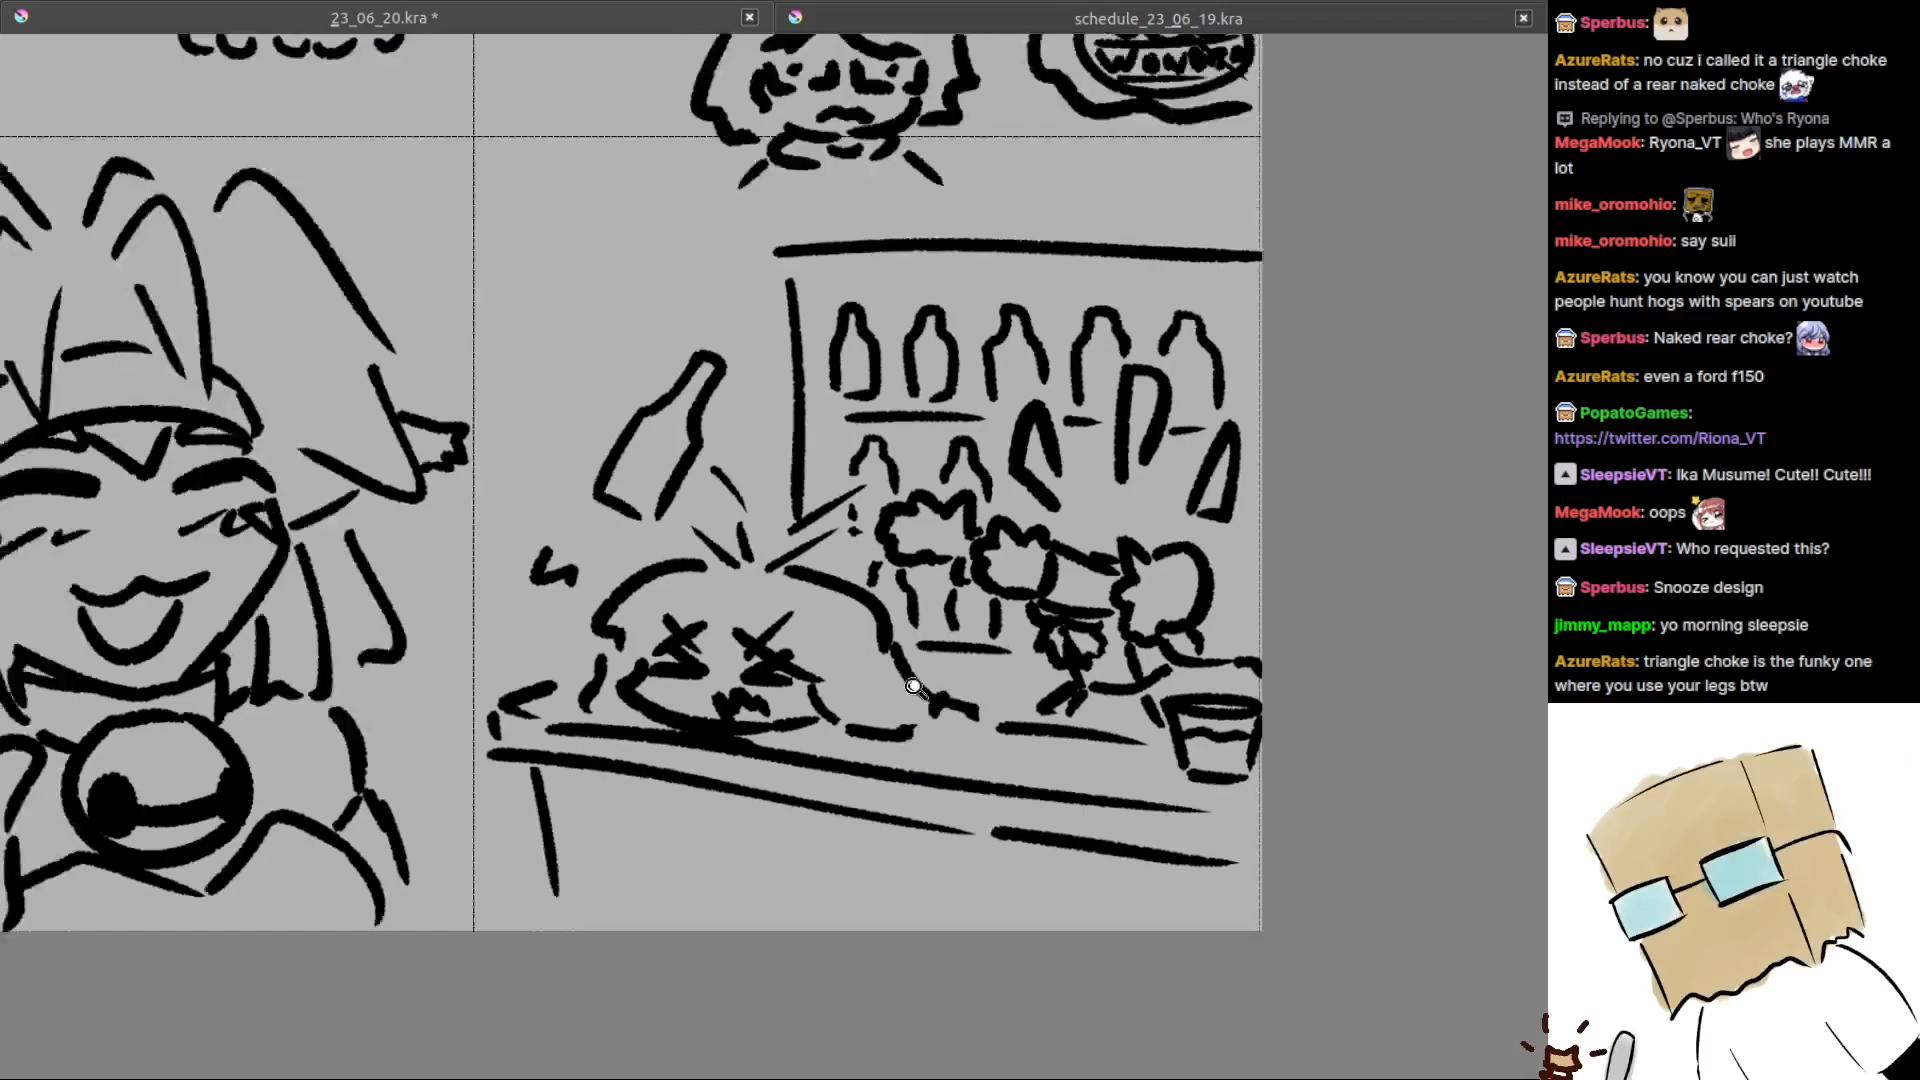 23_06_20.kra *
schedule_23_06_19.kra
Sperbus:
AzureRats: no cuz i called it a triangle choke
instead of a rear naked choke
Replying to @Sperbus: Who's Ryona
MegaMook: Ryona_VT she plays MMR a
lot
mike_oromohio:
mike_oromohio: say suii
AzureRats: you know you can just watch
people hunt hogs with spears on youtube
Sperbus: Naked rear choke?
AzureRats: even a ford f150
PopatoGames:
https://twitter.com/Riona_VT
SleepsieVT: Ika Musume! Cute!! Cute!!!
MegaMook: oops
SleepsieVT: Who requested this?
Sperbus: Snooze design
jimmy_mapp: yo morning sleepsie
AzureRats: triangle choke is the funky one
where you use your legs btw